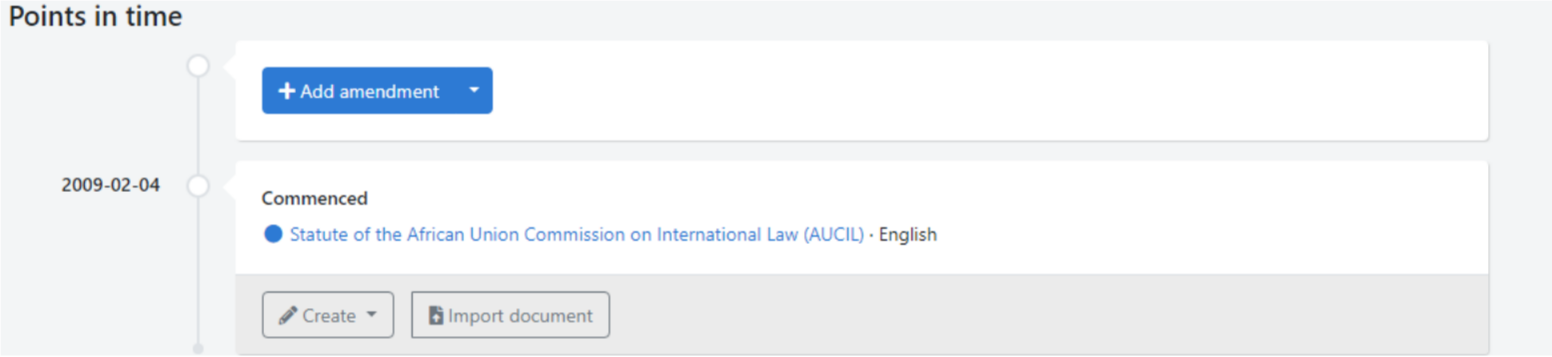 Points in time
Add amendment
2009-02-04
Commenced
Statute of the African Union Commission on International Law (AUCIL) · English
Create
Import document